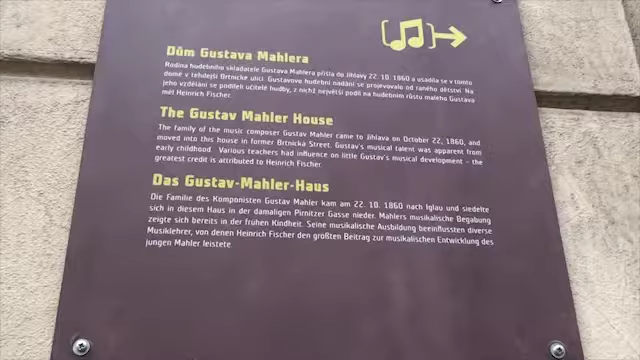 Dům Gustava Mahlera
Rodina hudebního skladatele Gustava Mahlera přišla do Jihlavy 22. 10. 1860 a usadila se v tomto
domě v tehdejší Brtnické ulici. Gustavovo hudební nadání se projevovalo od raného dětství. Na
jeho vzdělání se podíleli učitelé hudby, z nichž největší podíl na hudebním růstu malého Gustava
měl Heinrich Fischer.
The Gustav Mahler House
The family of the music composer Gustav Mahler came to Jihlava on October 22, 1860, and
moved into this house in former Brtnická Street. Gustav's musical talent was apparent from
early childhood. Various teachers had influence on little Gustav's musical development – the
greatest credit is attributed to Heinrich Fischer.
Das Gustav-Mahler-Haus
Die Familie des Komponisten Gustav Mahler kam am 22. 10. 1860 nach Iglau und siedelte
sich in diesem Haus in der damaligen Pirnitzer Gasse nieder. Mahlers musikalische Begabung
zeigte sich bereits in der frühen Kindheit. Seine musikalische Ausbildung beeinflussten diverse
Musiklehrer, von denen Heinrich Fischer den größten Beitrag zur musikalischen Entwicklung des
jungen Mahler leistete